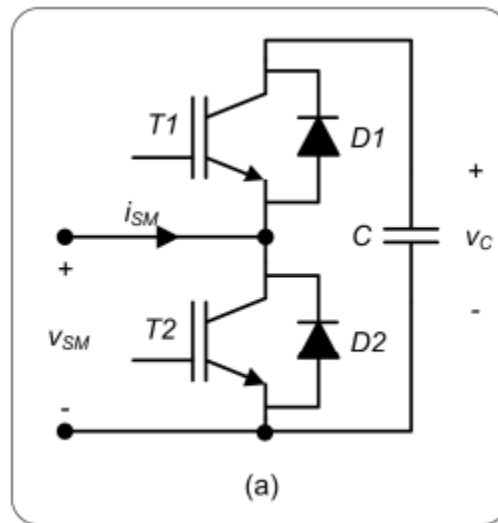 T1
D1
+
i_SM
C
v_C
+
T2
-
v_SM
D2
-
(a)